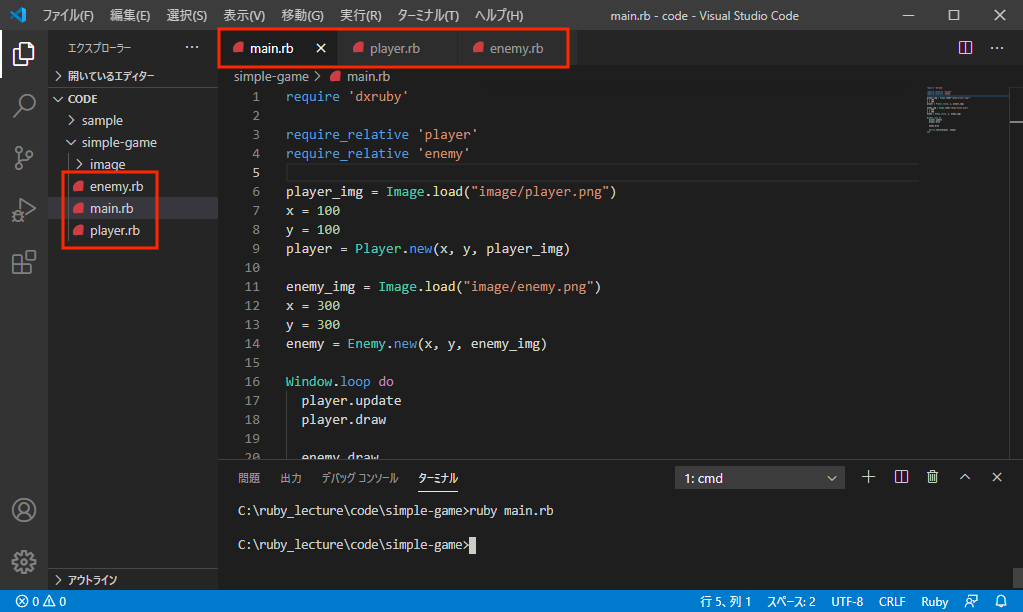 ファイル(F) 編集(E) 選択(S) 表示(V) 移動(G) 実行(R) ターミナル(T) ヘルプ(H) main.rb - code - Visual Studio Code
エクスプローラー
開いているエディター
CODE
sample
simple-game
image
enemy.rb
main.rb
player.rb
アウトライン
main.rb player.rb enemy.rb
simple-game > main.rb
1 require 'dxruby'
2
3 require_relative 'player'
4 require_relative 'enemy'
5
6 player_img = Image.load("image/player.png")
7 x = 100
8 y = 100
9 player = Player.new(x, y, player_img)
10
11 enemy_img = Image.load("image/enemy.png")
12 x = 300
13 y = 300
14 enemy = Enemy.new(x, y, enemy_img)
15
16 Window.loop do
17 player.update
18 player.draw
19
20 enemy.draw
問題 出力 デバッグ コンソール ターミナル 1: cmd
C:\ruby_lecture\code\simple-game>ruby main.rb
C:\ruby_lecture\code\simple-game>
0 0 行 5、列 1 スペース: 2 UTF-8 CRLF Ruby